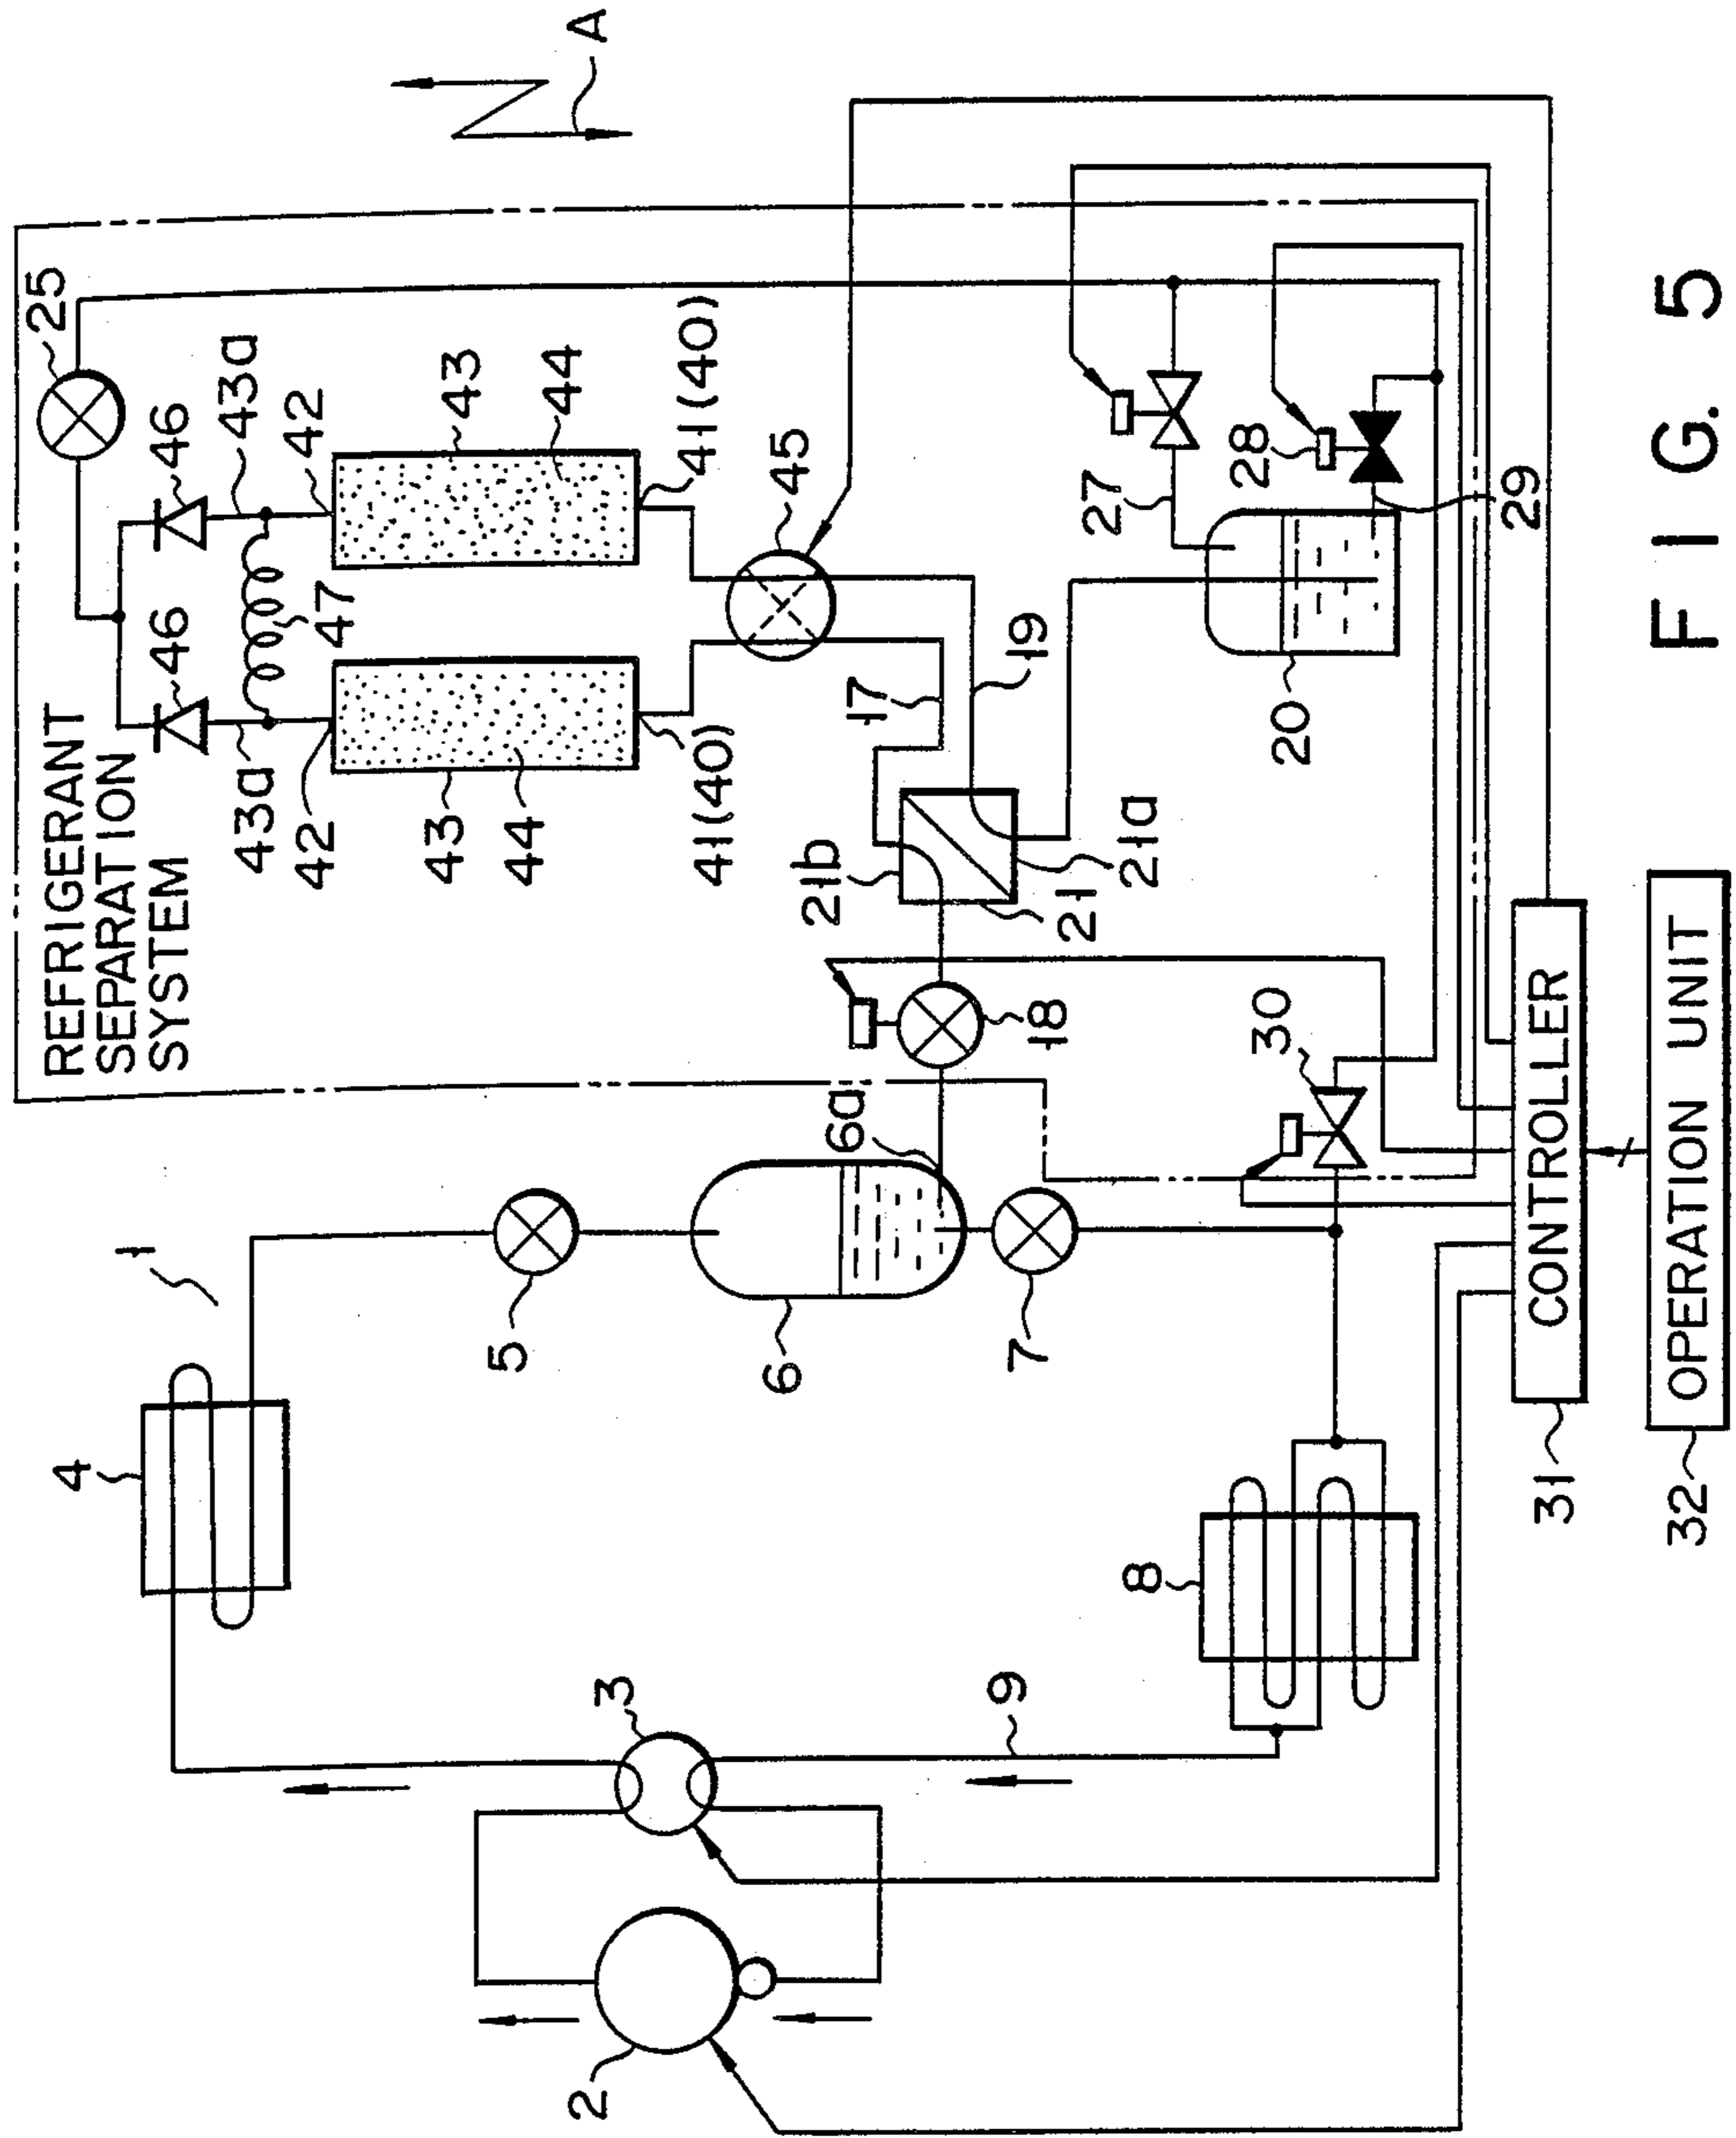 REFRIGERANT
SEPARATION
SYSTEM
25
A
46
46
43a
43a
47
42
42
43
43
44
44
41(40)
41(40)
45
17
19
21b
21a
21
27
28
29
20
18
30
6a
1
5
6
7
4
8
3
9
2
CONTROLLER
31
OPERATION UNIT
32
FIG. 5